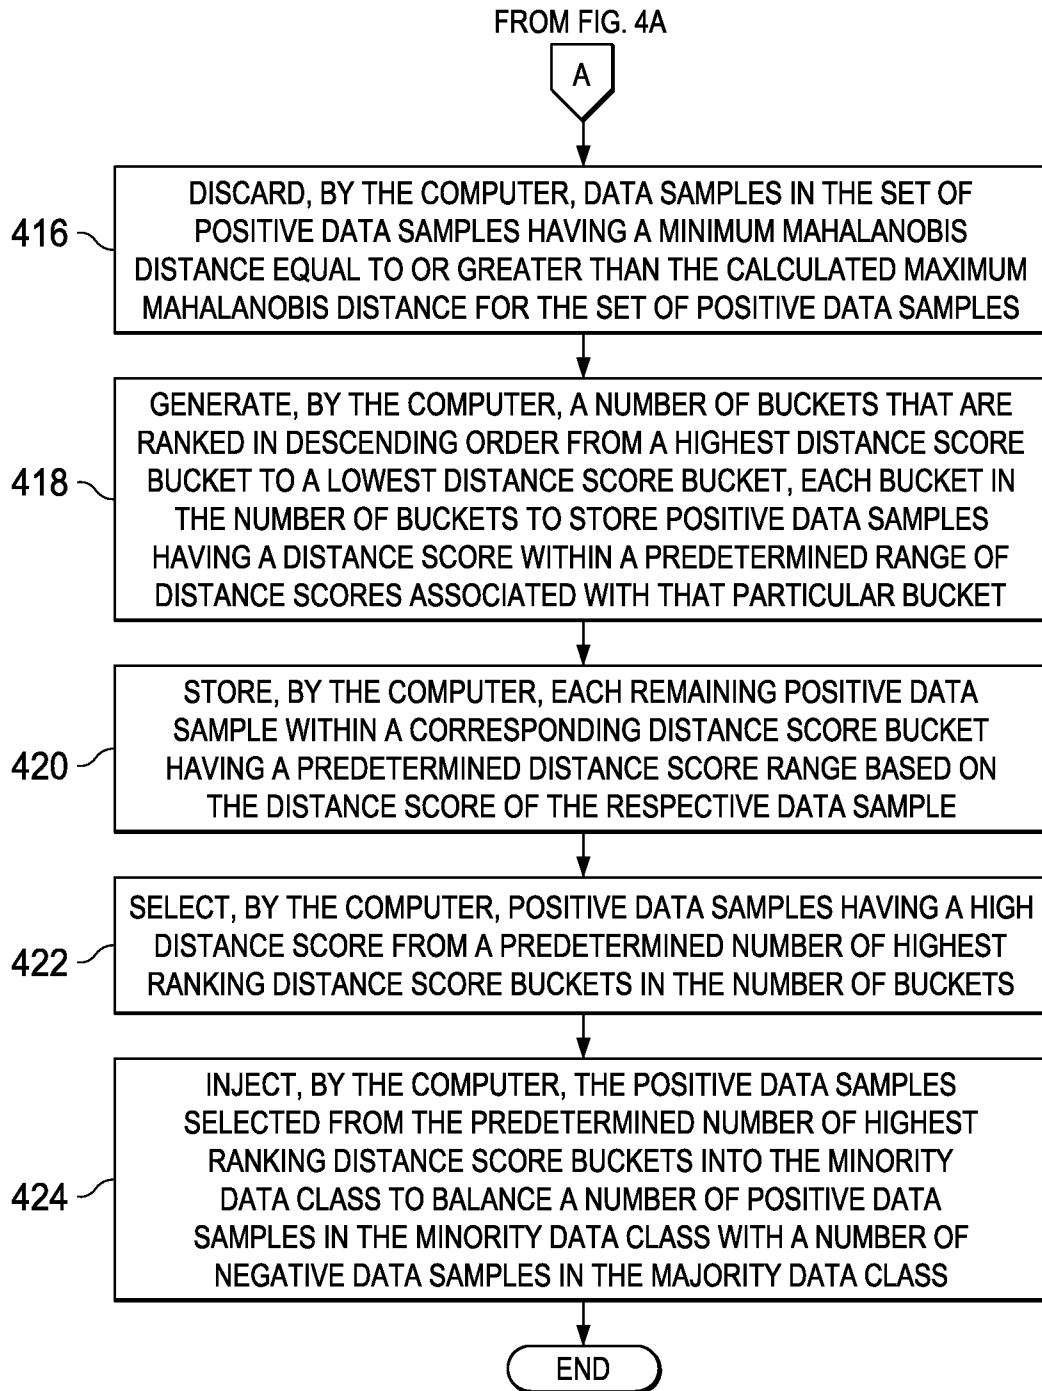 FROM FIG. 4A
A
416
DISCARD, BY THE COMPUTER, DATA SAMPLES IN THE SET OF
POSITIVE DATA SAMPLES HAVING A MINIMUM MAHALANOBIS
DISTANCE EQUAL TO OR GREATER THAN THE CALCULATED MAXIMUM
MAHALANOBIS DISTANCE FOR THE SET OF POSITIVE DATA SAMPLES
418
GENERATE, BY THE COMPUTER, A NUMBER OF BUCKETS THAT ARE
RANKED IN DESCENDING ORDER FROM A HIGHEST DISTANCE SCORE
BUCKET TO A LOWEST DISTANCE SCORE BUCKET, EACH BUCKET IN
THE NUMBER OF BUCKETS TO STORE POSITIVE DATA SAMPLES
HAVING A DISTANCE SCORE WITHIN A PREDETERMINED RANGE OF
DISTANCE SCORES ASSOCIATED WITH THAT PARTICULAR BUCKET
420
STORE, BY THE COMPUTER, EACH REMAINING POSITIVE DATA
SAMPLE WITHIN A CORRESPONDING DISTANCE SCORE BUCKET
HAVING A PREDETERMINED DISTANCE SCORE RANGE BASED ON
THE DISTANCE SCORE OF THE RESPECTIVE DATA SAMPLE
422
SELECT, BY THE COMPUTER, POSITIVE DATA SAMPLES HAVING A HIGH
DISTANCE SCORE FROM A PREDETERMINED NUMBER OF HIGHEST
RANKING DISTANCE SCORE BUCKETS IN THE NUMBER OF BUCKETS
424
INJECT, BY THE COMPUTER, THE POSITIVE DATA SAMPLES
SELECTED FROM THE PREDETERMINED NUMBER OF HIGHEST
RANKING DISTANCE SCORE BUCKETS INTO THE MINORITY
DATA CLASS TO BALANCE A NUMBER OF POSITIVE DATA
SAMPLES IN THE MINORITY DATA CLASS WITH A NUMBER OF
NEGATIVE DATA SAMPLES IN THE MAJORITY DATA CLASS
END